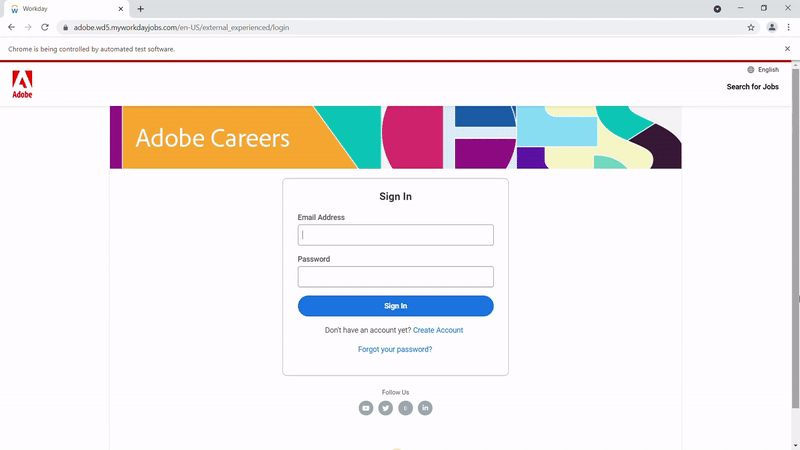 Workday
adobe.wd5.myworkdayjobs.com/en-US/external_experienced/login
Chrome is being controlled by automated test software.
English
Adobe
Search for Jobs
Adobe Careers
Sign In
Email Address
Password
Sign In
Don't have an account yet? Create Account
Forgot your password?
Follow Us